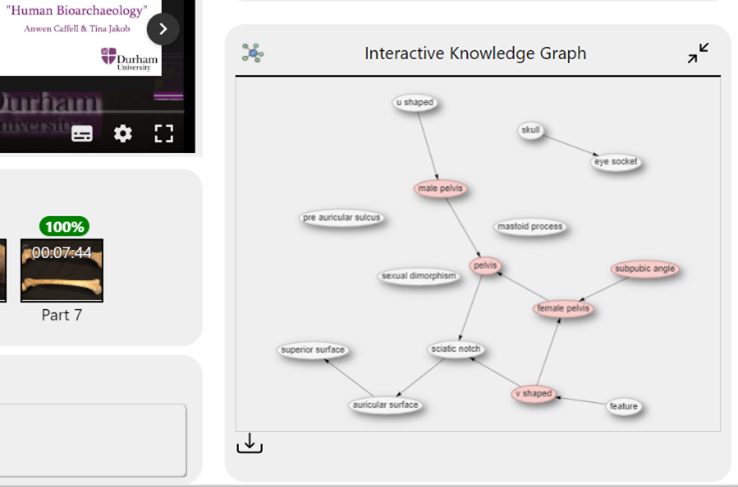 "Human Bioarchaeology"
Anwen Caffell & Tina Jakob
Durham
University
Durham
100%
00:07:44
Part 7
Interactive Knowledge Graph
u shaped
skull
eye socket
male pelvis
pre auricular sulcus
mastoid process
pelvis
subpubic angle
sexual dimorphism
female pelvis
superior surface
sciatic notch
v shaped
auricular surface
feature